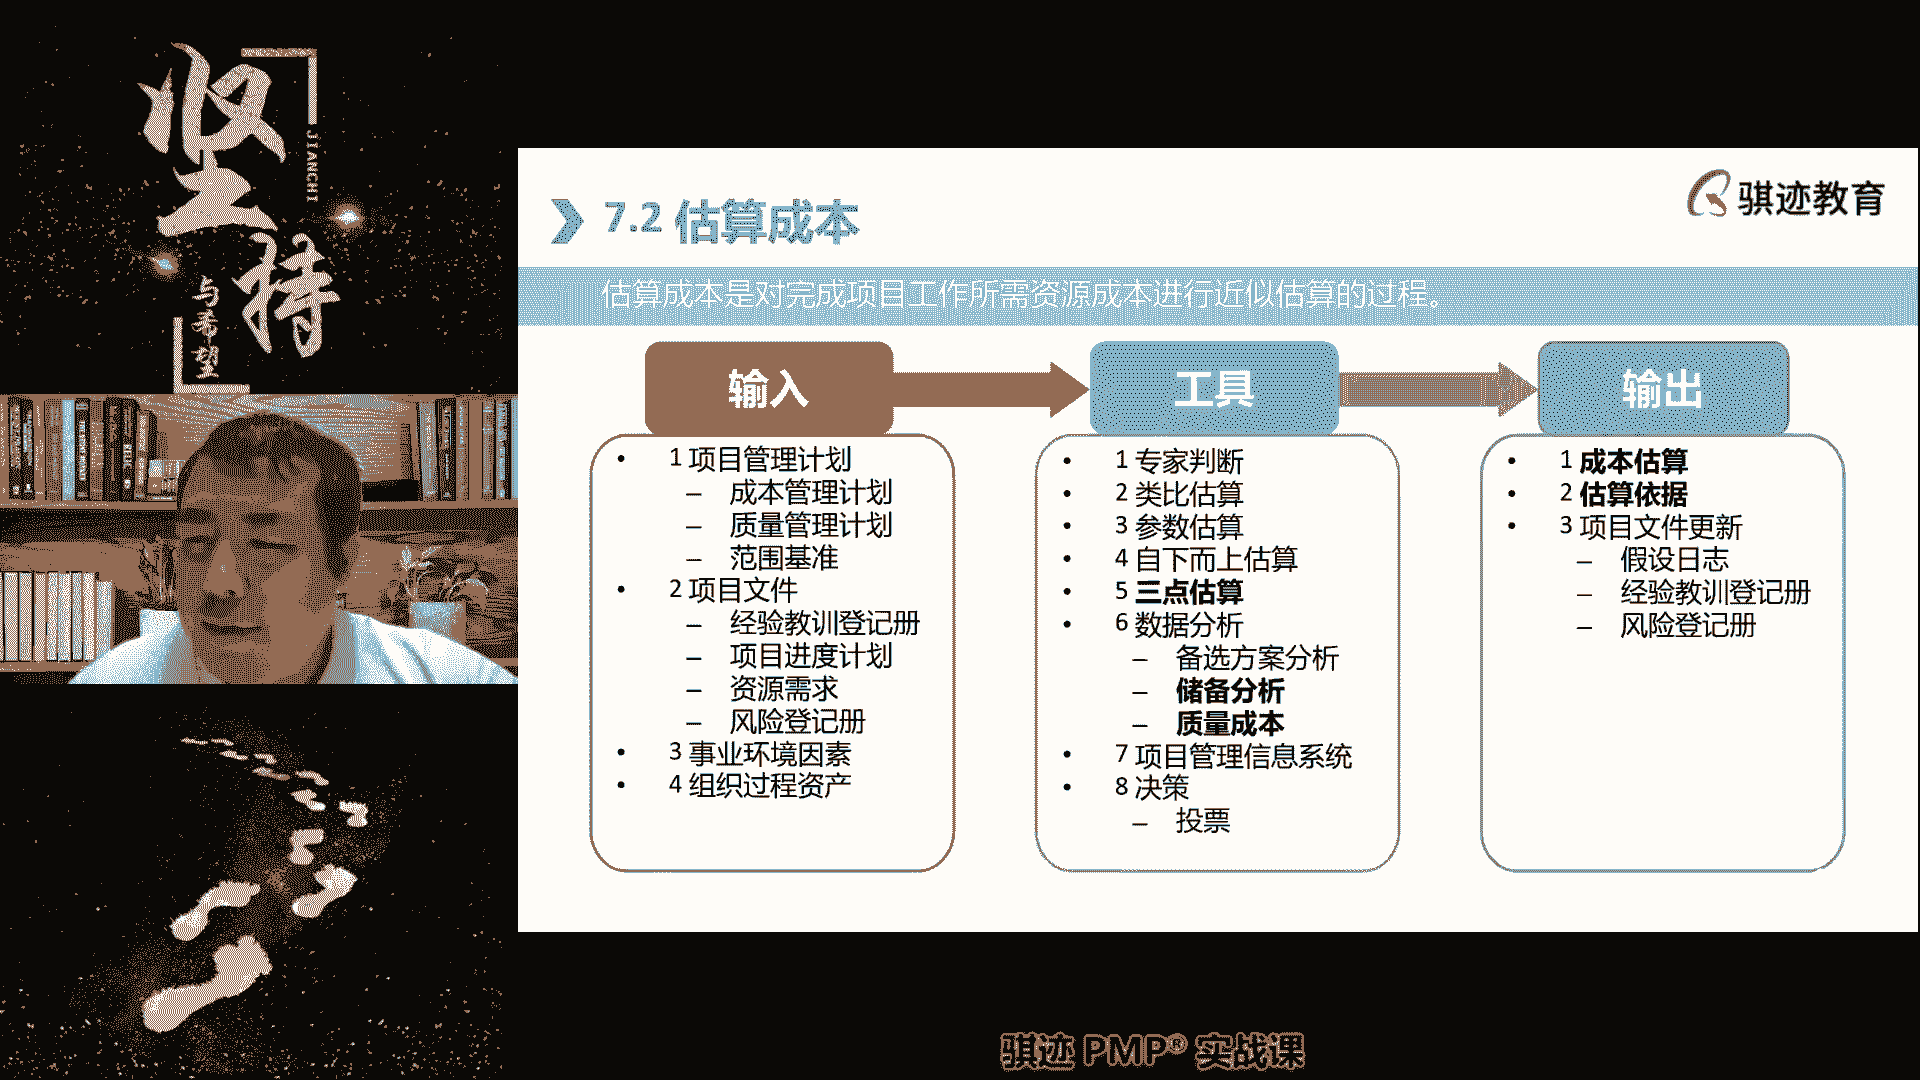 坚持
JIANCHI
与希望
骐迹教育
7.2 估算成本
估算成本是对完成项目工作所需资源成本进行近似估算的过程。
输入
1 项目管理计划
– 成本管理计划
– 质量管理计划
– 范围基准
2 项目文件
– 经验教训登记册
– 项目进度计划
– 资源需求
– 风险登记册
3 事业环境因素
4 组织过程资产
工具
1 专家判断
2 类比估算
3 参数估算
4 自下而上估算
5 三点估算
6 数据分析
– 备选方案分析
– 储备分析
– 质量成本
7 项目管理信息系统
8 决策
– 投票
输出
1 成本估算
2 估算依据
3 项目文件更新
– 假设日志
– 经验教训登记册
– 风险登记册
骐迹 PMP® 实战课